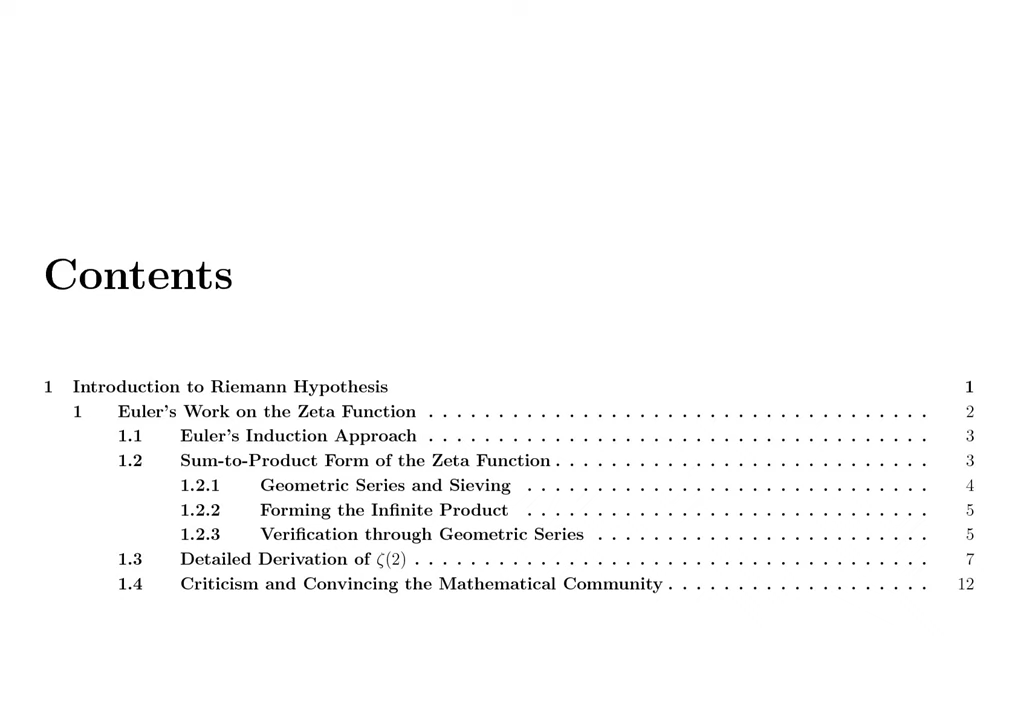 Contents
1 Introduction to Riemann Hypothesis 1
1 Euler's Work on the Zeta Function . . . . . . . . . . . . . . . . . . . . . . . . . . . . . . . . . . . . 2
1.1 Euler's Induction Approach . . . . . . . . . . . . . . . . . . . . . . . . . . . . . . . . . . . . 3
1.2 Sum-to-Product Form of the Zeta Function . . . . . . . . . . . . . . . . . . . . . . . . . . . 3
1.2.1 Geometric Series and Sieving . . . . . . . . . . . . . . . . . . . . . . . . . . . . . 4
1.2.2 Forming the Infinite Product . . . . . . . . . . . . . . . . . . . . . . . . . . . . . 5
1.2.3 Verification through Geometric Series . . . . . . . . . . . . . . . . . . . . . . . . 5
1.3 Detailed Derivation of ζ(2) . . . . . . . . . . . . . . . . . . . . . . . . . . . . . . . . . . . . . 7
1.4 Criticism and Convincing the Mathematical Community . . . . . . . . . . . . . . . . . . . 12